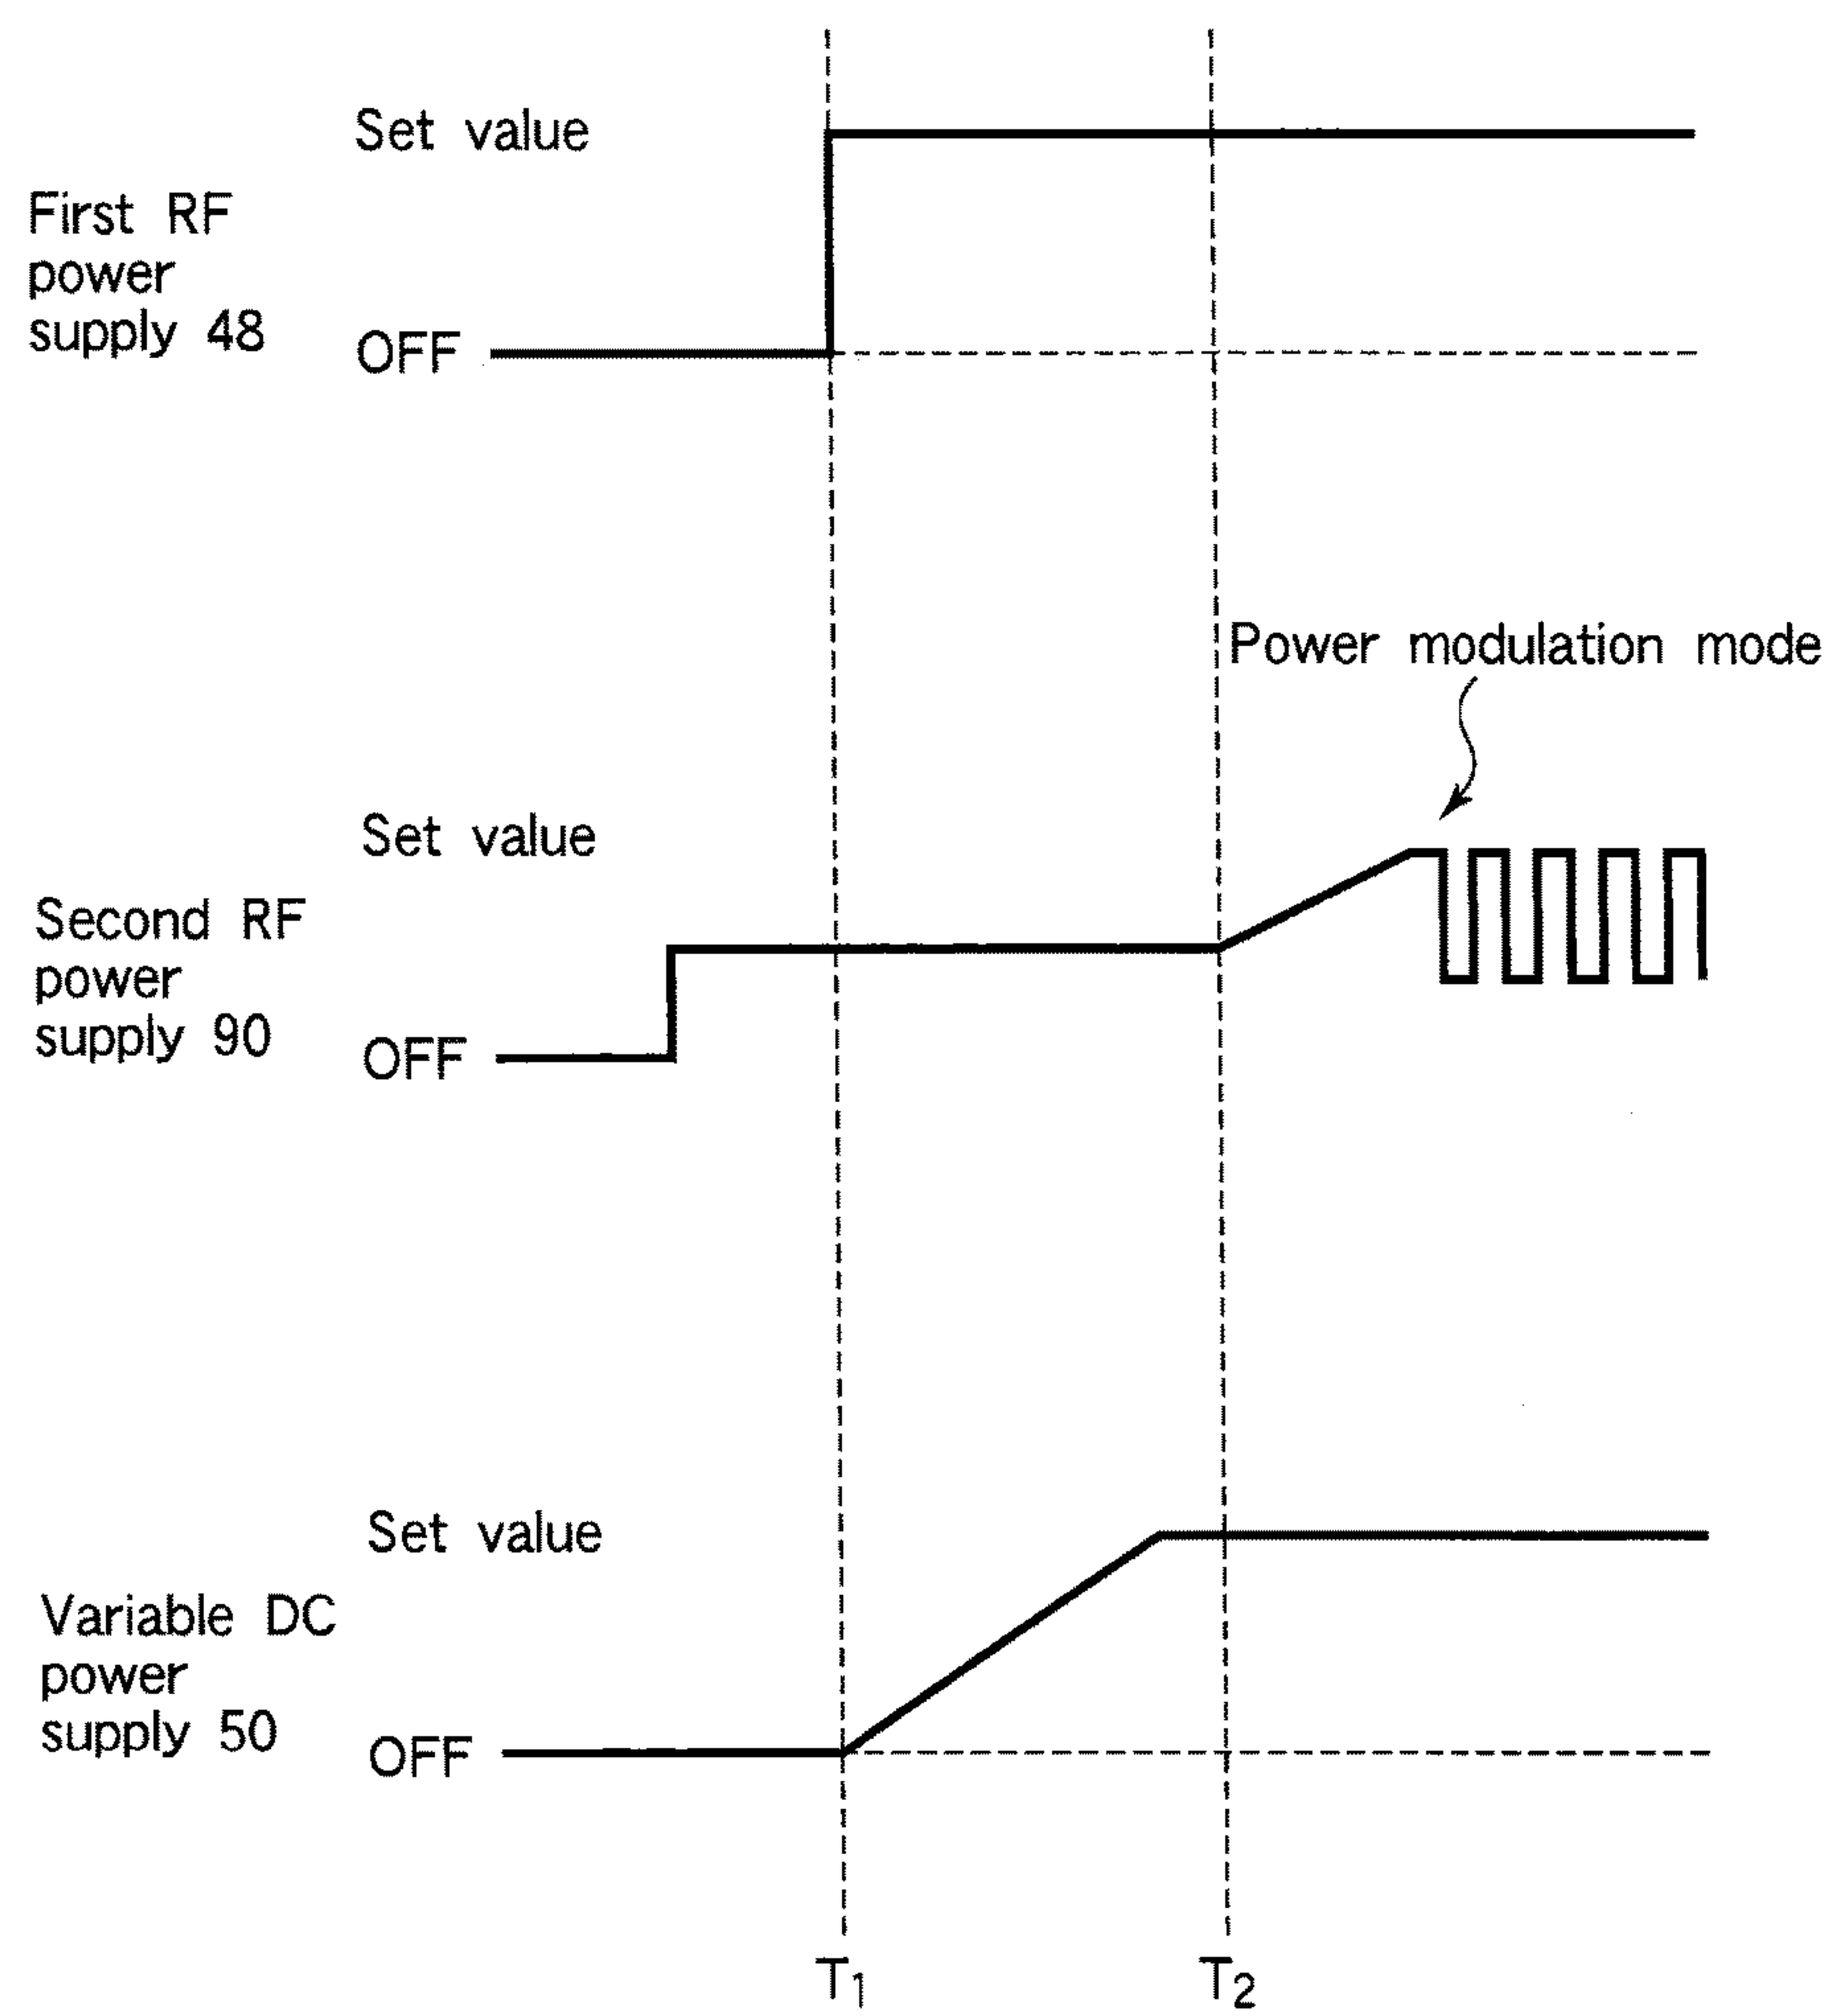 Set value
First RF
power
supply 48
OFF
Power modulation mode
Set value
Second RF
power
supply 90
OFF
Set value
Variable DC
power
supply 50
OFF
T1
T2